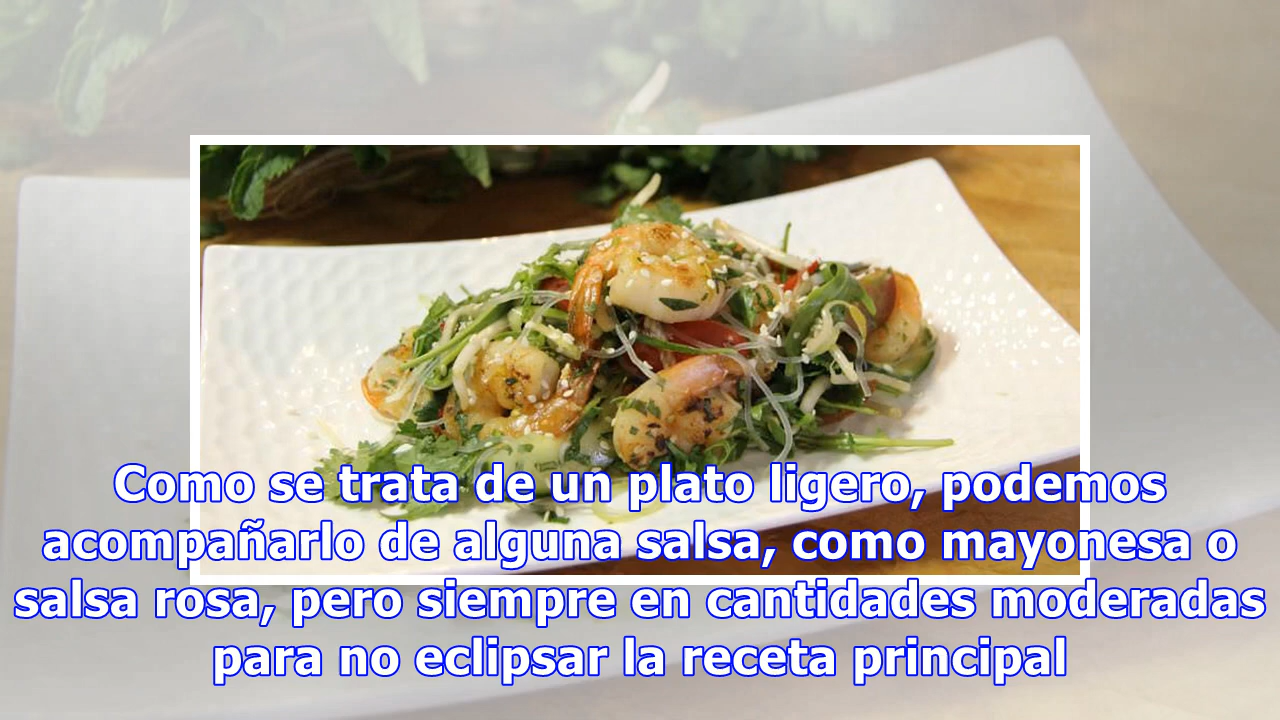 Como se trata de un plato ligero, podemos
acompañarlo de alguna salsa, como mayonesa o
salsa rosa, pero siempre en cantidades moderadas
para no eclipsar la receta principal